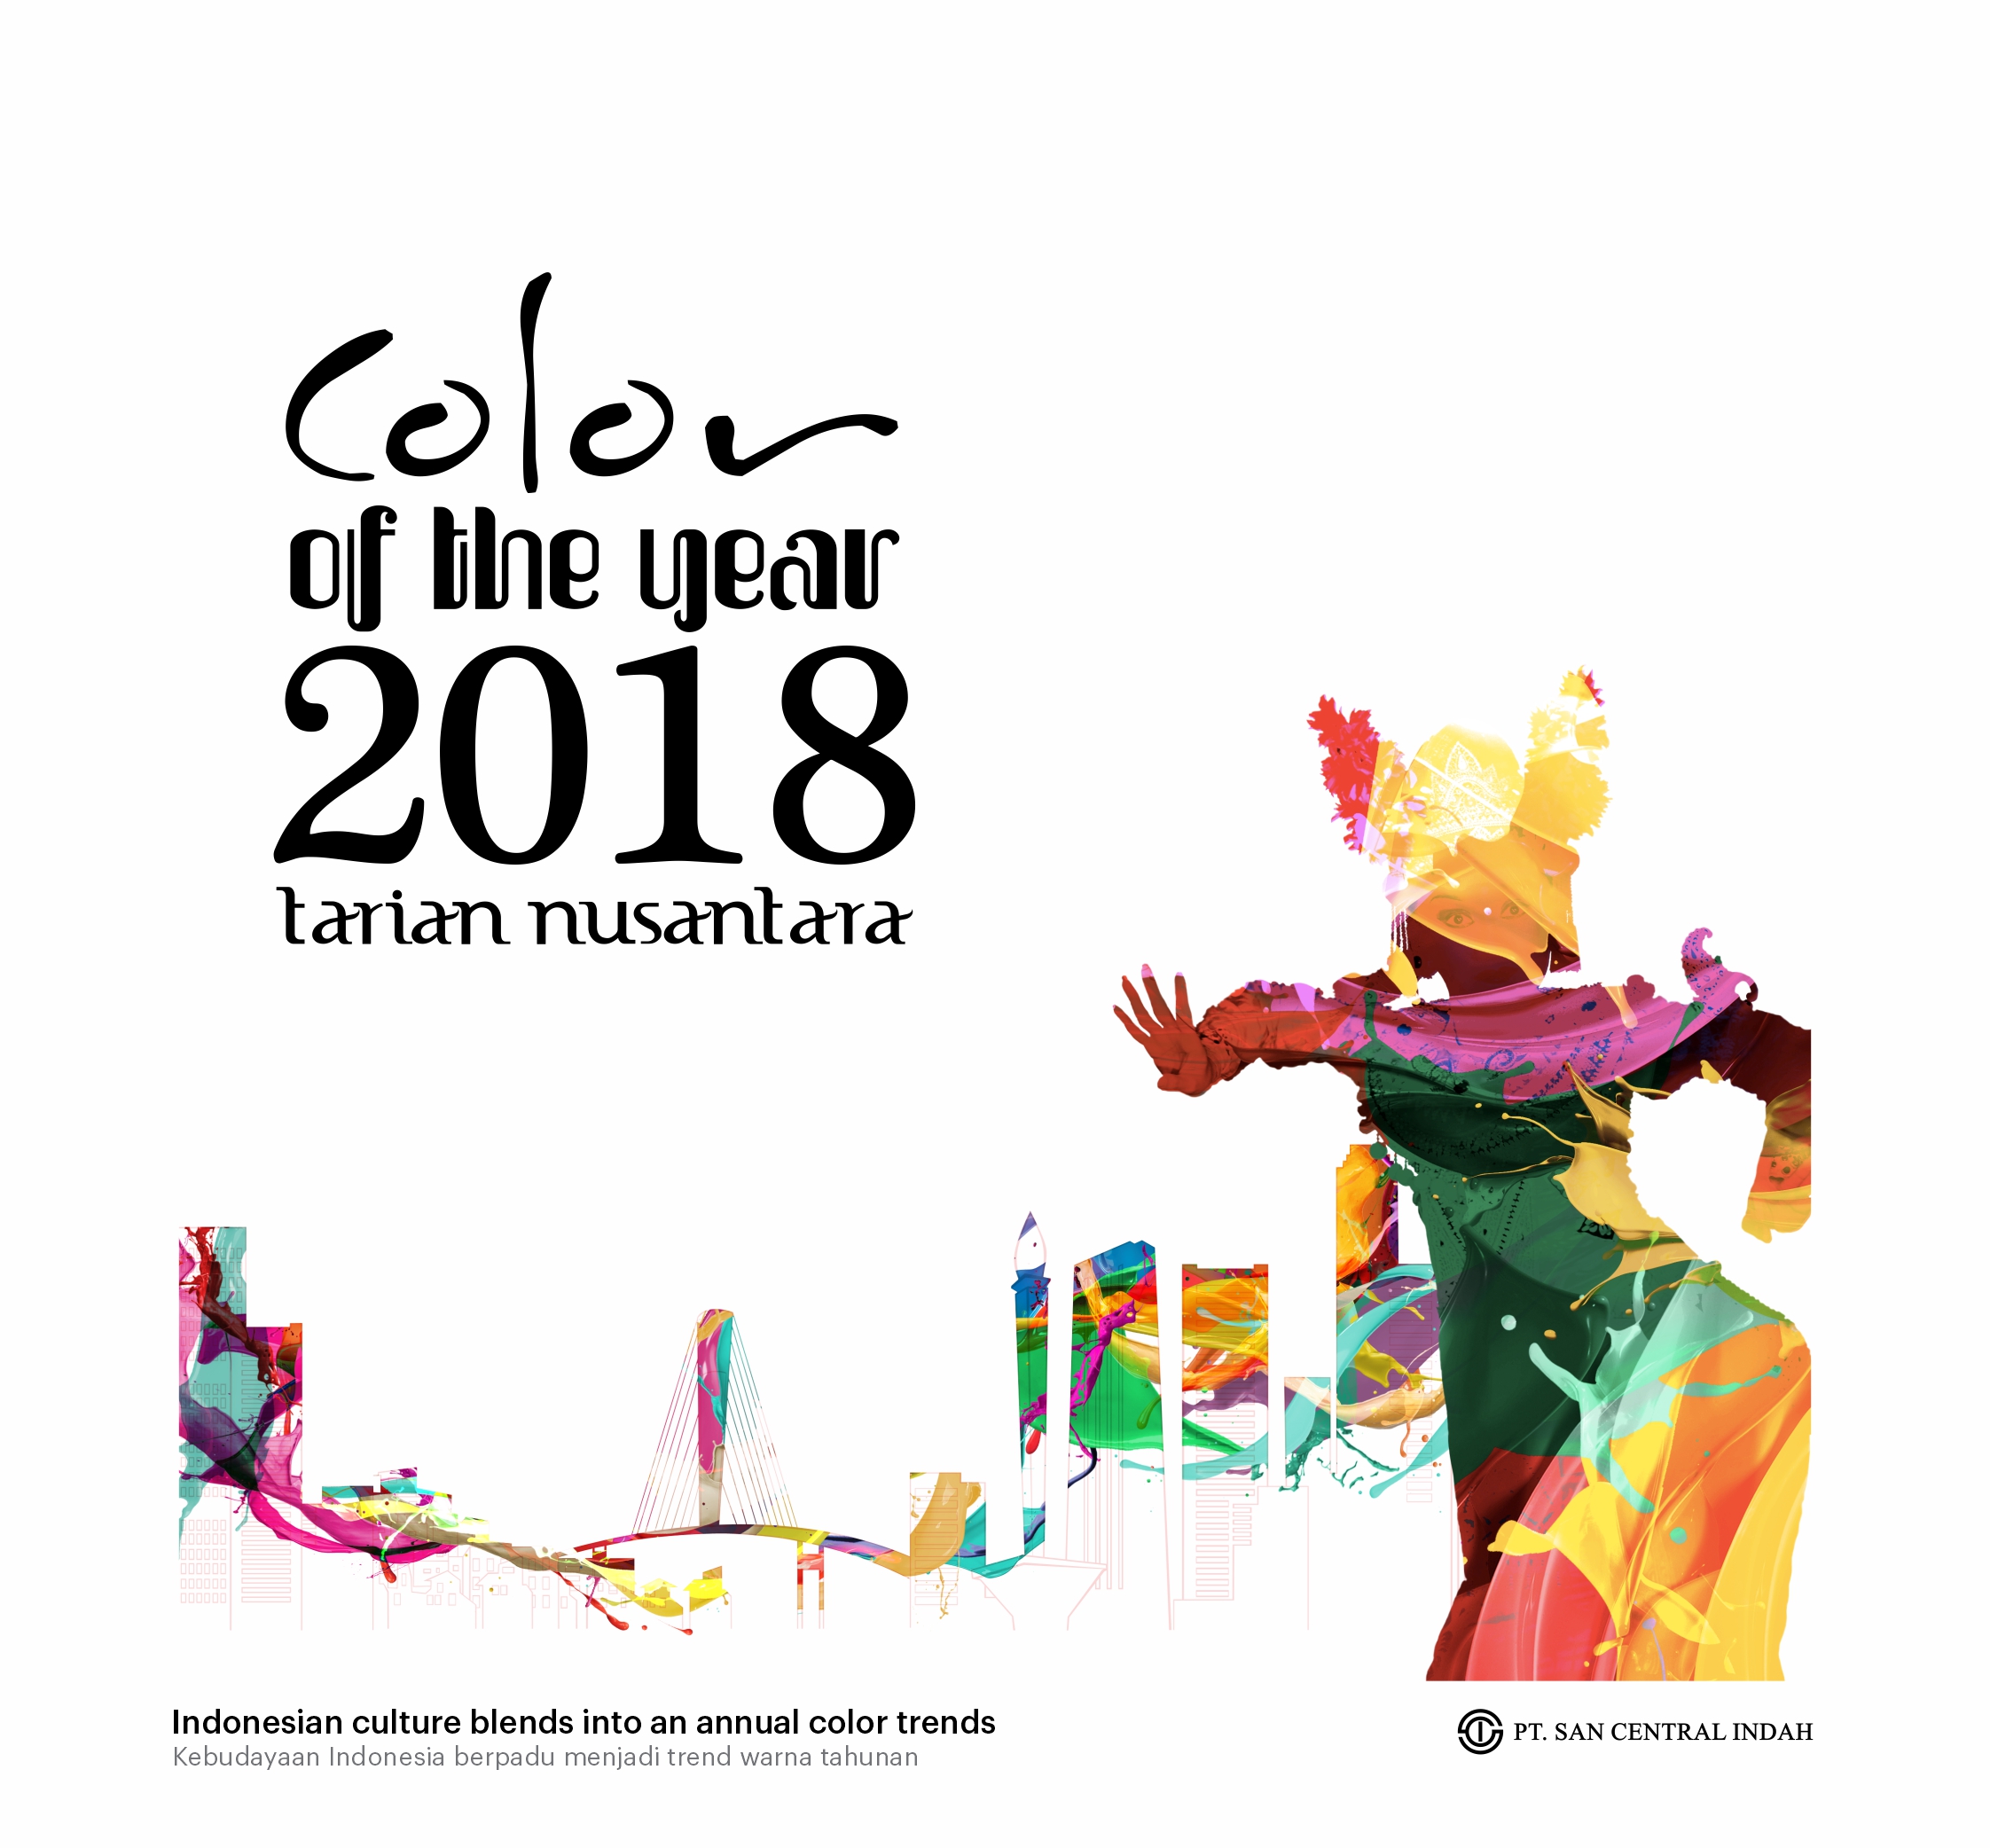 Color
of the year
2018
tarian nusantara
Indonesian culture blends into an annual color trends
Kebudayaan Indonesia berpadu menjadi trend warna tahunan
PT. SAN CENTRAL INDAH